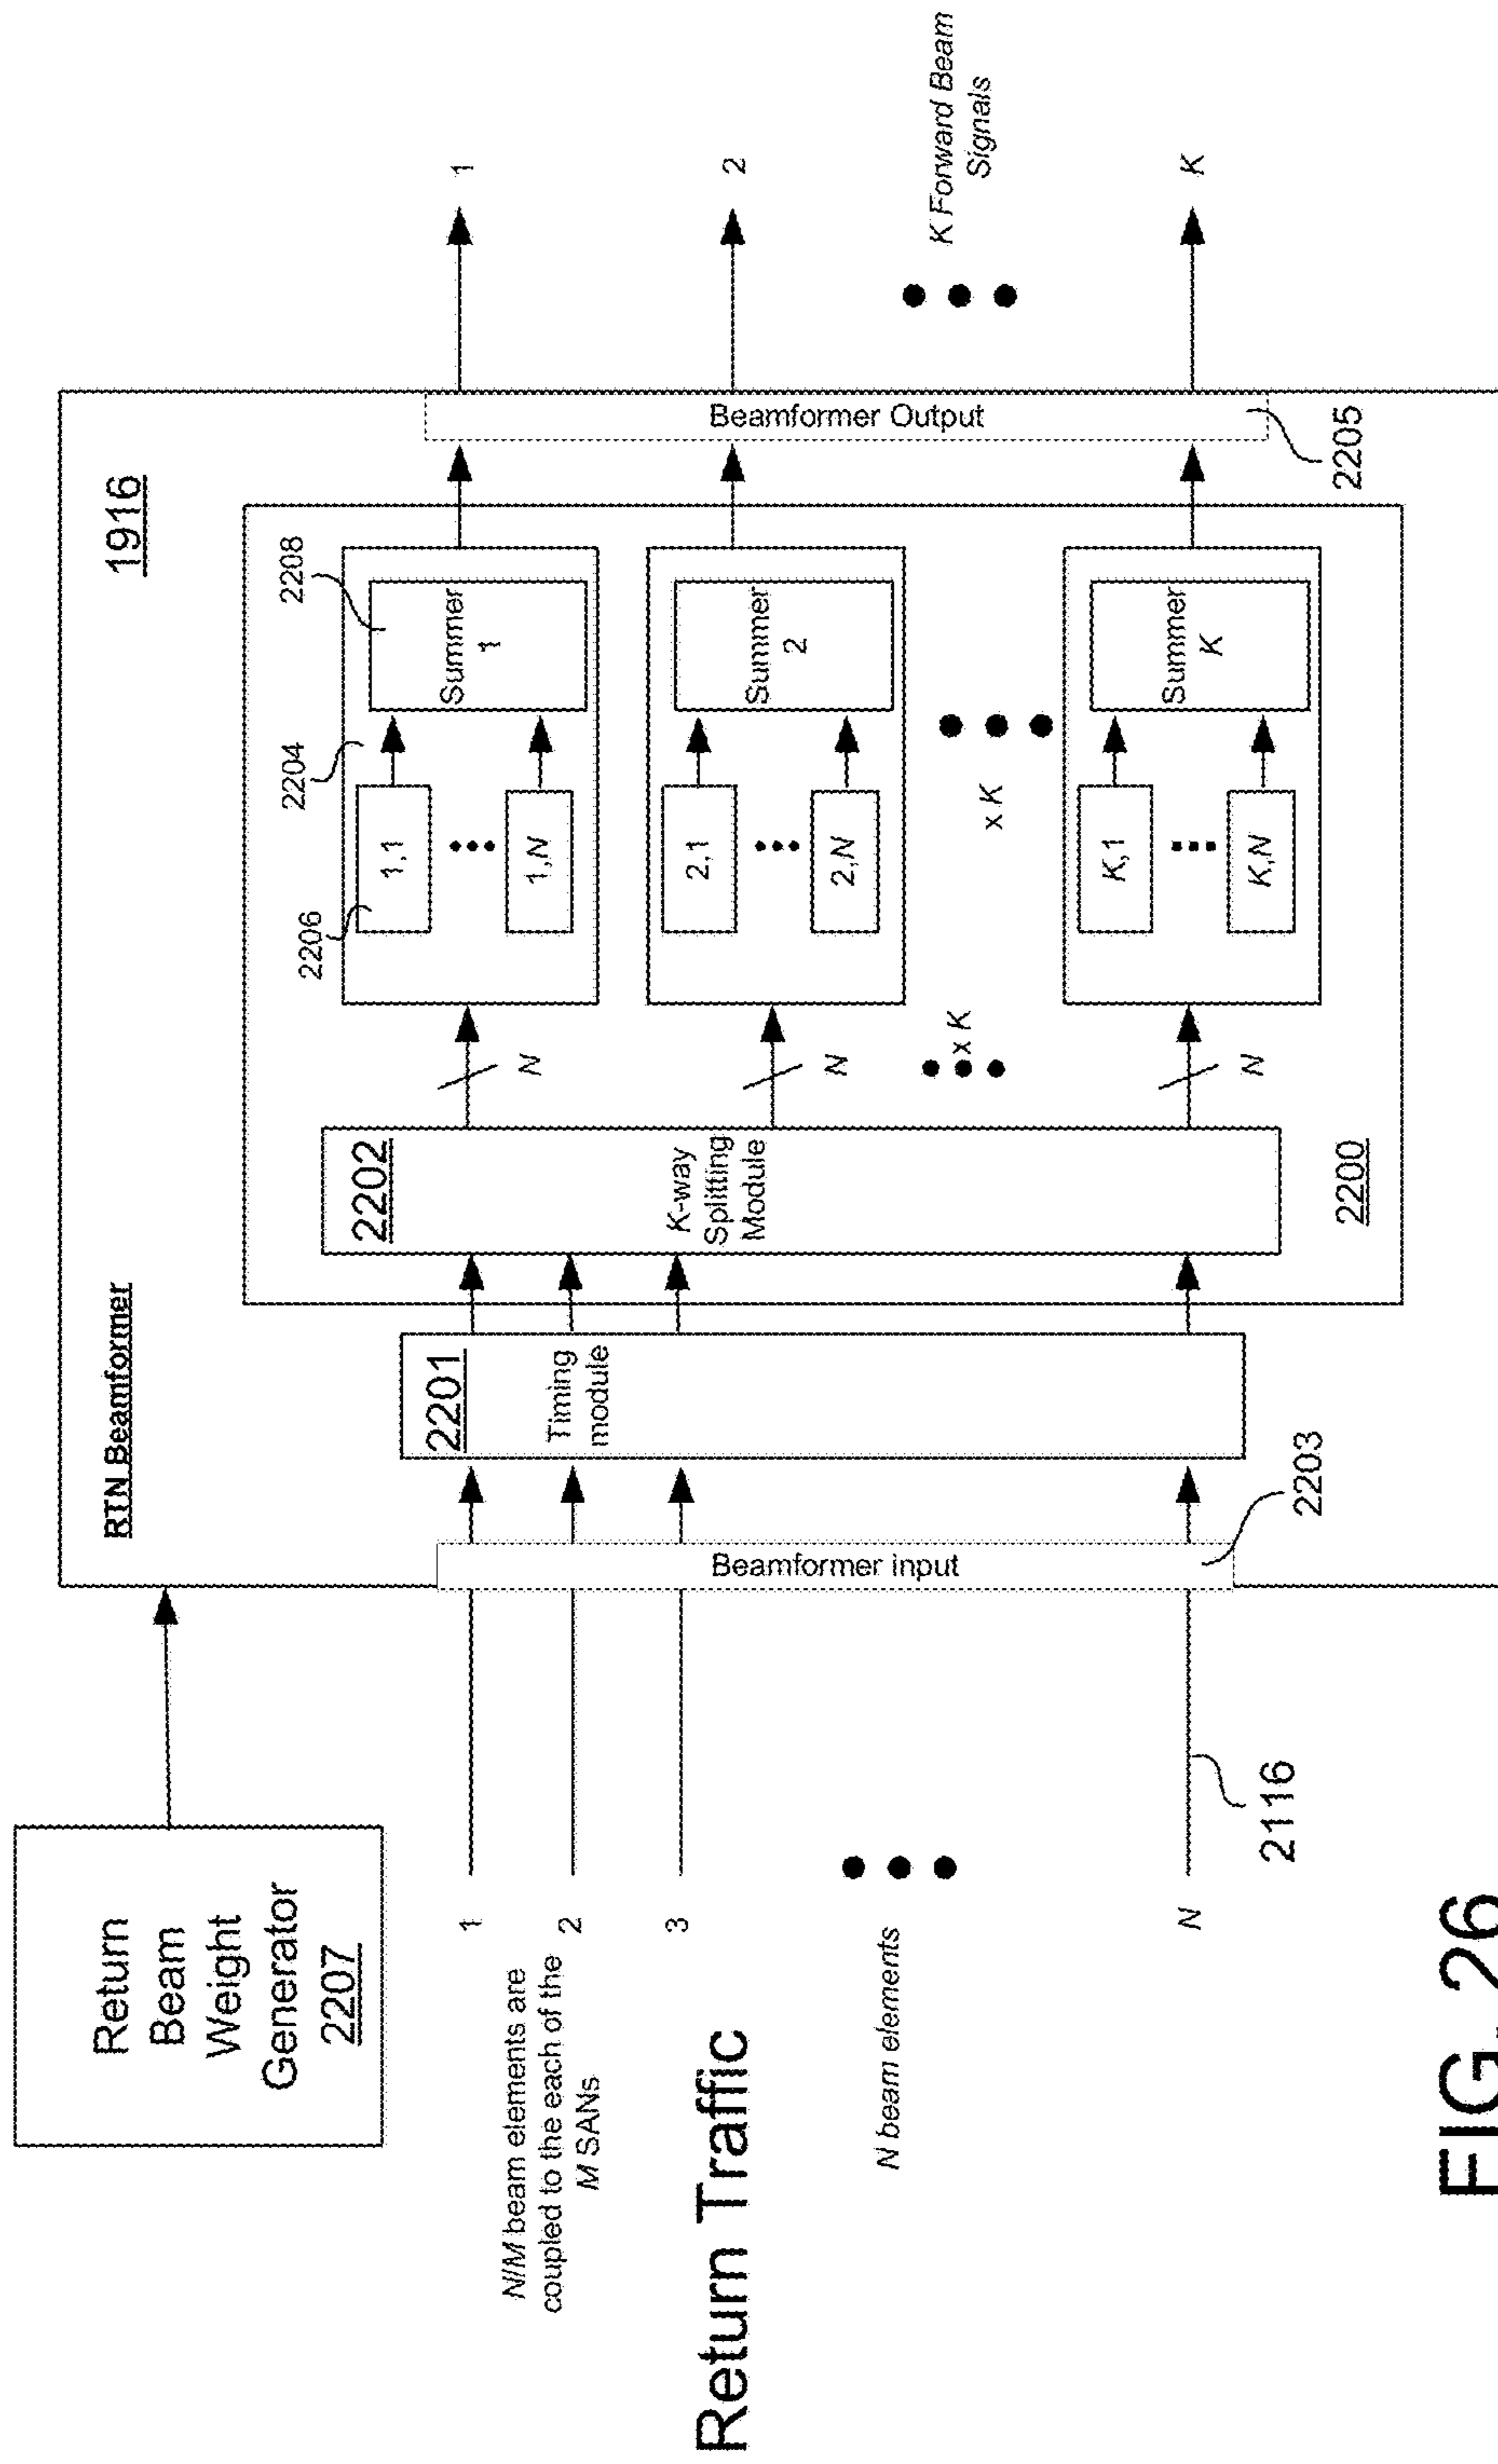 Return
Beam
Weight
Generator
2207
RTN Beamformer
1916
N/M beam elements are
coupled to the each of the
M SANs
Return Traffic
N beam elements
1
2
3
N
2116
Beamformer input
2203
2201
Timing
module
2202
K-way
Splitting
Module
2200
N
N
x K
N
2206
2204
2208
1,1
1,N
Summer
1
2,1
2,N
Summer
2
x K
K,1
K,N
Summer
K
Beamformer Output
2205
1
2
K Forward Beam
Signals
K
FIG. 26